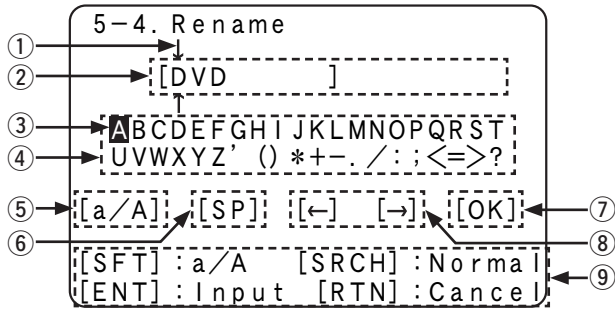 5-4. Rename
①
② [DVD ]
③ ABCDEFGHIJKLMNOPQRST
④ UVWXYZ' ()*+-./:;<=>?
⑤ [a/A] [SP] [←] [→] [OK] ⑦
⑥ ⑧
[SFT]:a/A [SRCH]:Normal
[ENT]:Input [RTN]:Cancel ⑨